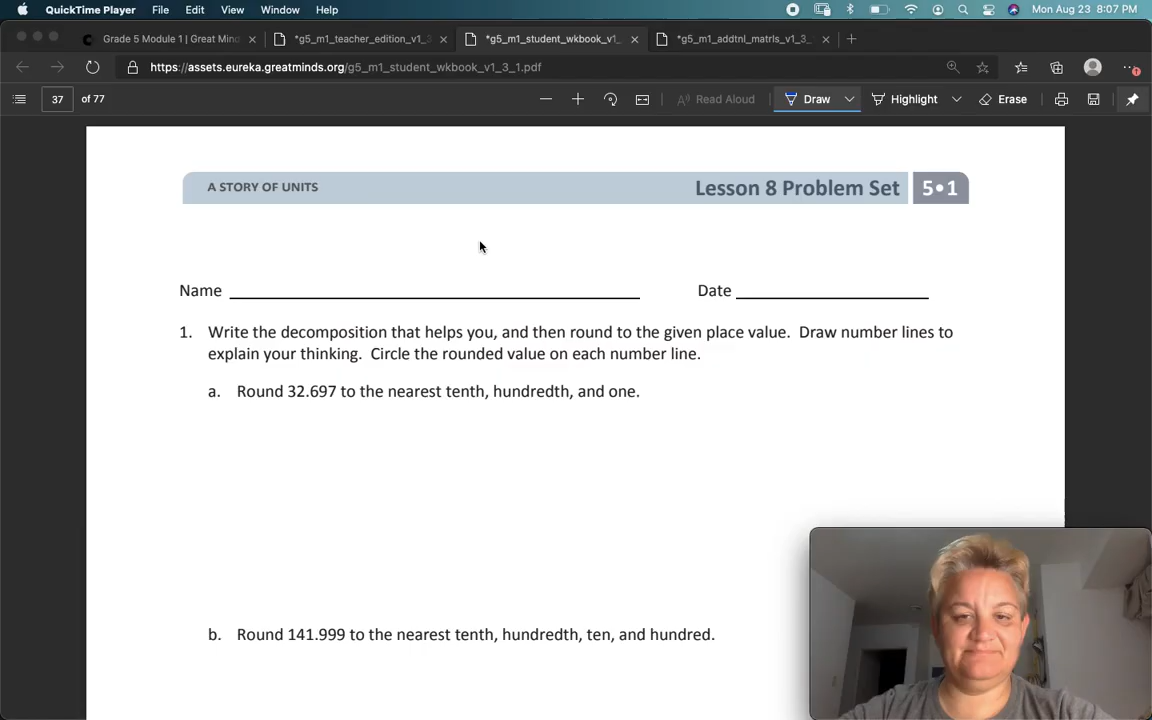 QuickTime Player File Edit View Window Help Mon Aug 23 8:07 PM
Grade 5 Module 1 | Great Mind *g5_m1_teacher_edition_v1_3 *g5_m1_student_wkbook_v1_ *g5_m1_addtnl_matrls_v1_3_
https://assets.eureka.greatminds.org/g5_m1_student_wkbook_v1_3_1.pdf
37 of 77 Read Aloud Draw Highlight Erase
A STORY OF UNITS Lesson 8 Problem Set 5•1
Name Date
1. Write the decomposition that helps you, and then round to the given place value. Draw number lines to
explain your thinking. Circle the rounded value on each number line.
a. Round 32.697 to the nearest tenth, hundredth, and one.
b. Round 141.999 to the nearest tenth, hundredth, ten, and hundred.